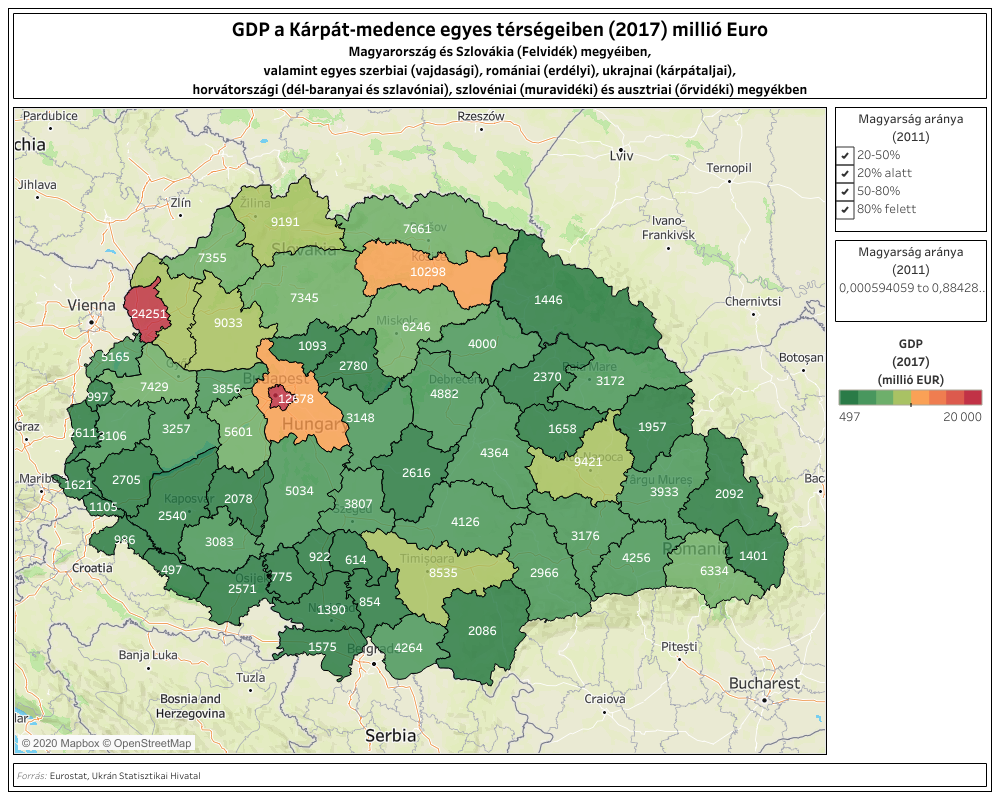 GDP a Kárpát-medence egyes térségeiben (2017) millió Euro
Magyarország és Szlovákia (Felvidék) megyéiben,
valamint egyes szerbiai (vajdasági), romániai (erdélyi), ukrajnai (kárpátaljai),
horvátországi (dél-baranyai és szlavóniai), szlovéniai (muravidéki) és ausztriai (őrvidéki) megyékben
Pardubice
Rzeszów
chia
Lviv
Ternopil
Jihlava
Zlín
Žilina
9191
Ivano-
Frankivsk
7661
Slovakia
7355
10298
1446
Vienna
24251
9033
7345
Chernivtsi
Miskolc
6246
1093
4000
5165
2780
Botoșan
7429
3856
Budapest
12678
Debrecen
4882
2370
Baia Mare
3172
997
Hungary
3148
Graz
2611
3106
3257
5601
1658
1957
4364
9421
Maribo
1621
2705
2616
Târgu Mureș
3933
2092
Bac
5034
Kaposvár
2078
3807
Szeged
1105
2540
4126
986
3083
3176
Romania
Croatia
922
614
Timișoara
8535
4256
1401
497
775
2966
6334
Osijek
2571
1390
854
2086
1575
Belgrade
4264
Banja Luka
Pitești
Tuzla
Bucharest
Bosnia and
Herzegovina
Craiova
Serbia
© 2020 Mapbox © OpenStreetMap
Magyarság aránya
(2011)
20-50%
20% alatt
50-80%
80% felett
Magyarság aránya
(2011)
0,000594059 to 0,88428..
GDP
(2017)
(millió EUR)
497
20 000
Forrás: Eurostat, Ukrán Statisztikai Hivatal